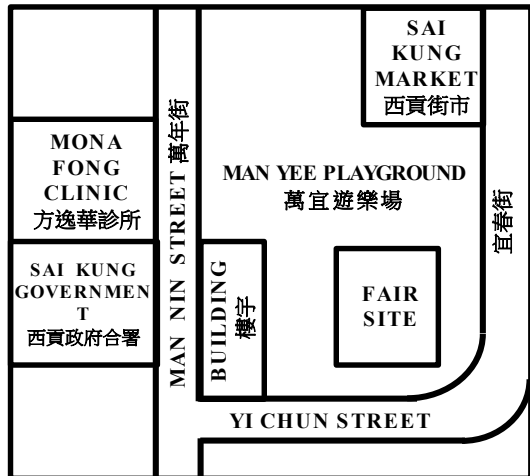 SAI
KUNG
MARKET
西貢街市
MONA
FONG
CLINIC
方逸華診所
MAN NIN STREET 萬年街
MAN YEE PLAYGROUND
萬宜遊樂場
宜春街
SAI KUNG
GOVERNMEN
T
西貢政府合署
BUILDING
樓宇
FAIR
SITE
YI CHUN STREET